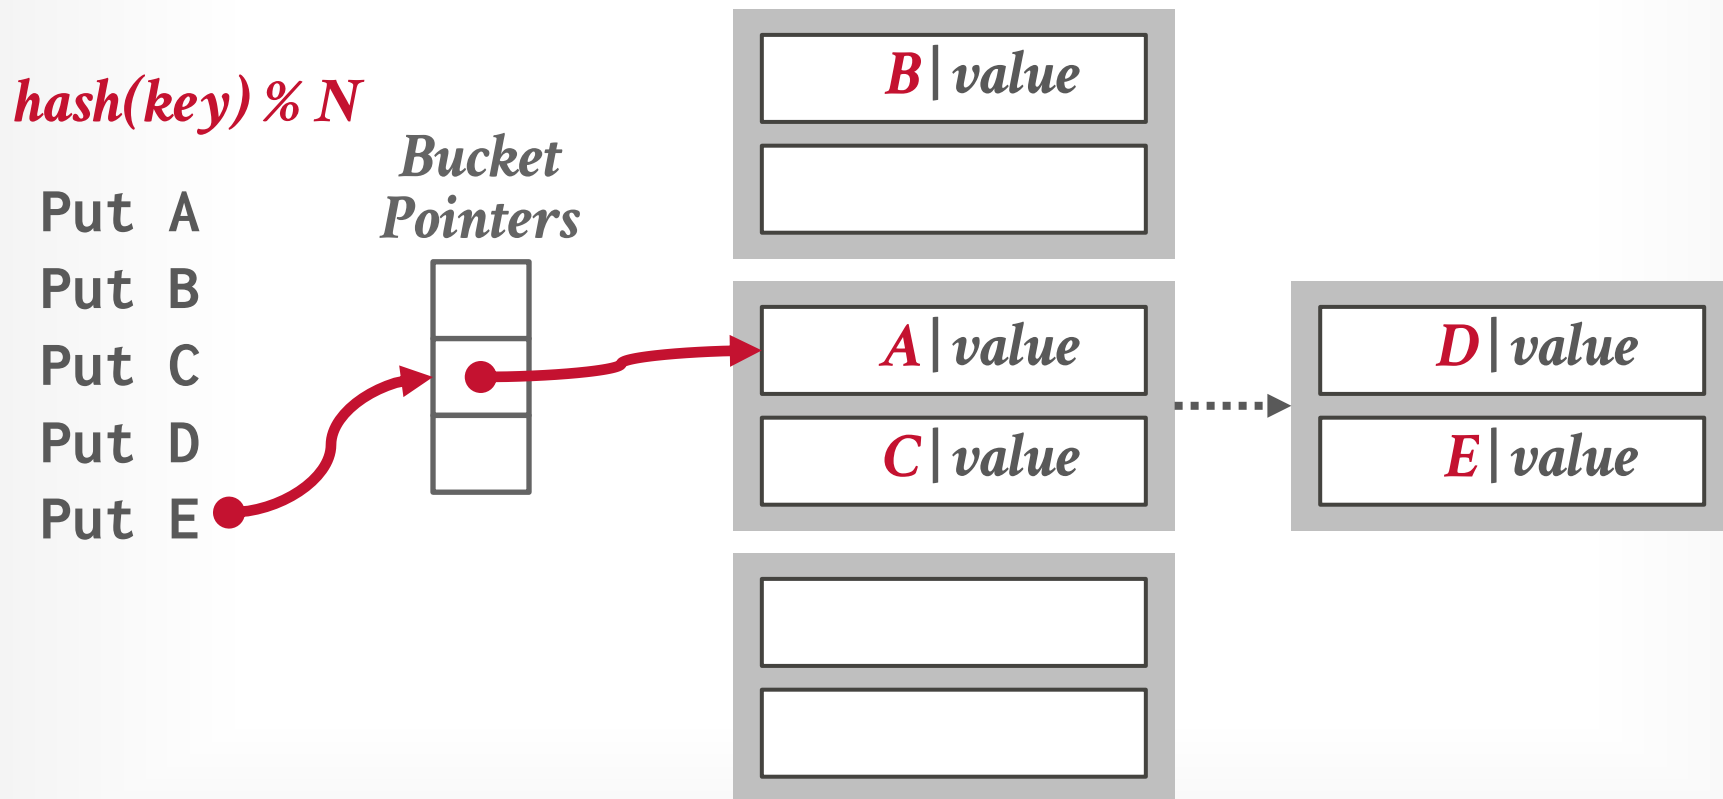 hash(key) % N
Put A
Put B
Put C
Put D
Put E
Bucket
Pointers
B|value
A|value
C|value
D|value
E|value